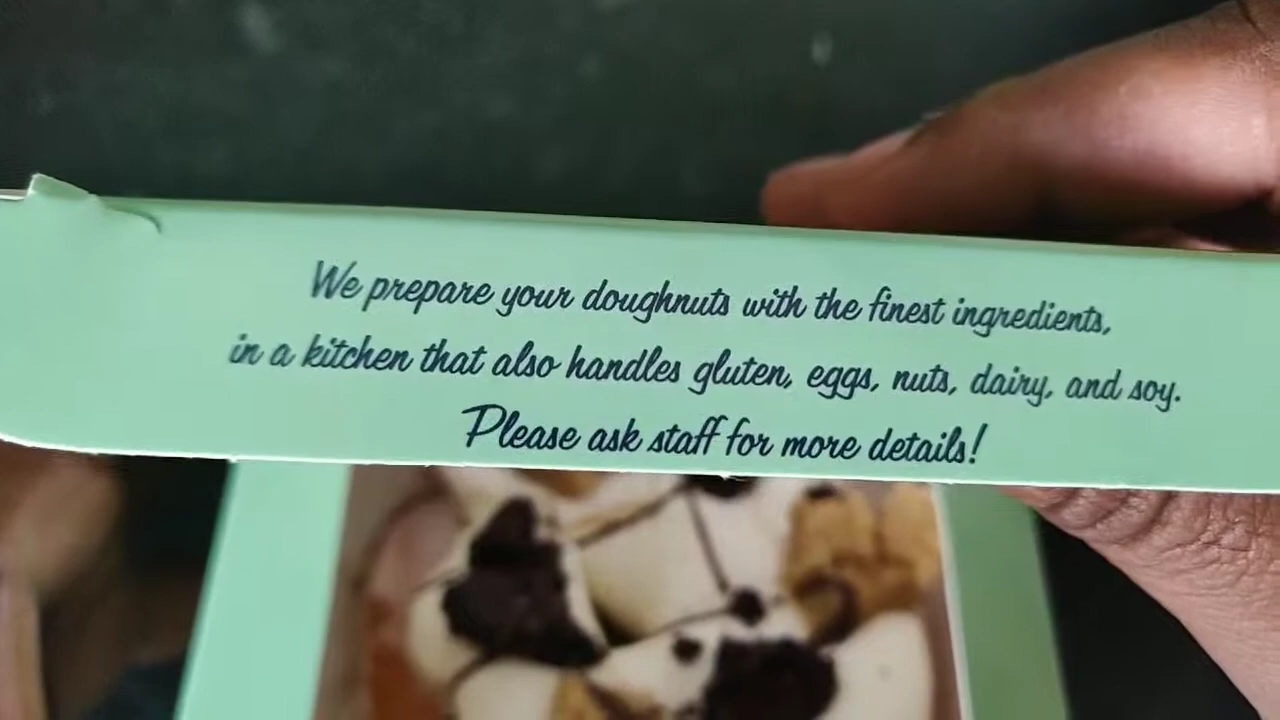 We prepare your doughnuts with the finest ingredients,
in a kitchen that also handles gluten, eggs, nuts, dairy, and soy.
Please ask staff for more details!